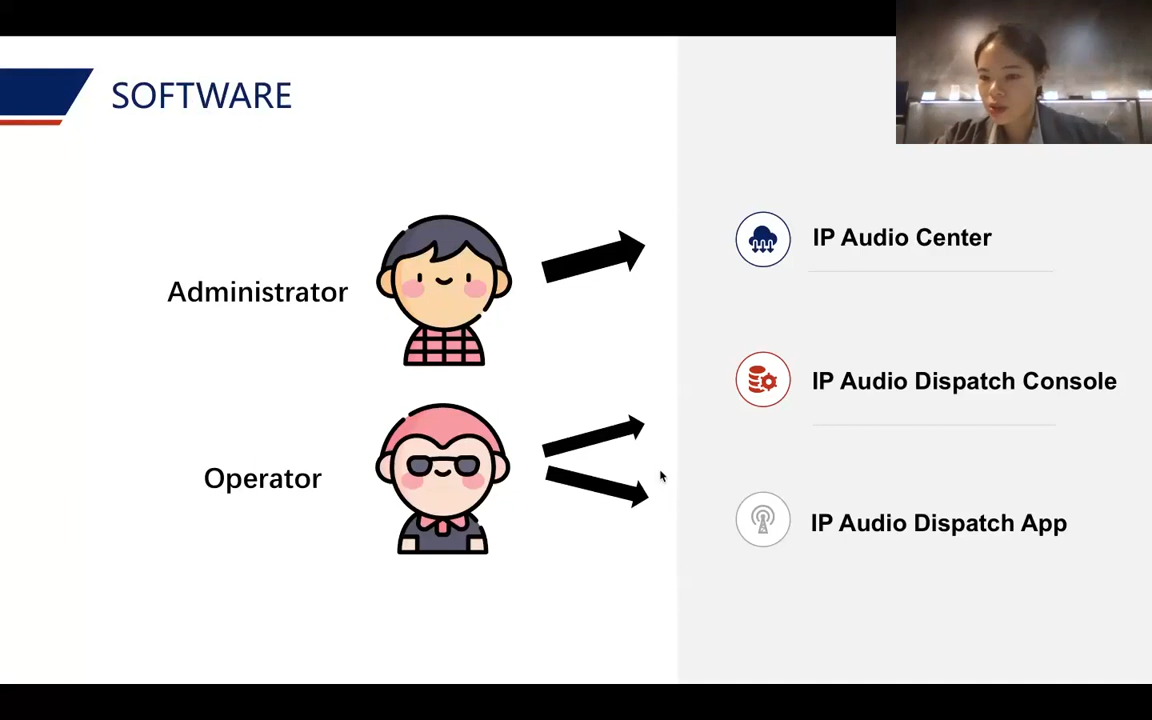 SOFTWARE
Administrator
Operator
IP Audio Center
IP Audio Dispatch Console
IP Audio Dispatch App